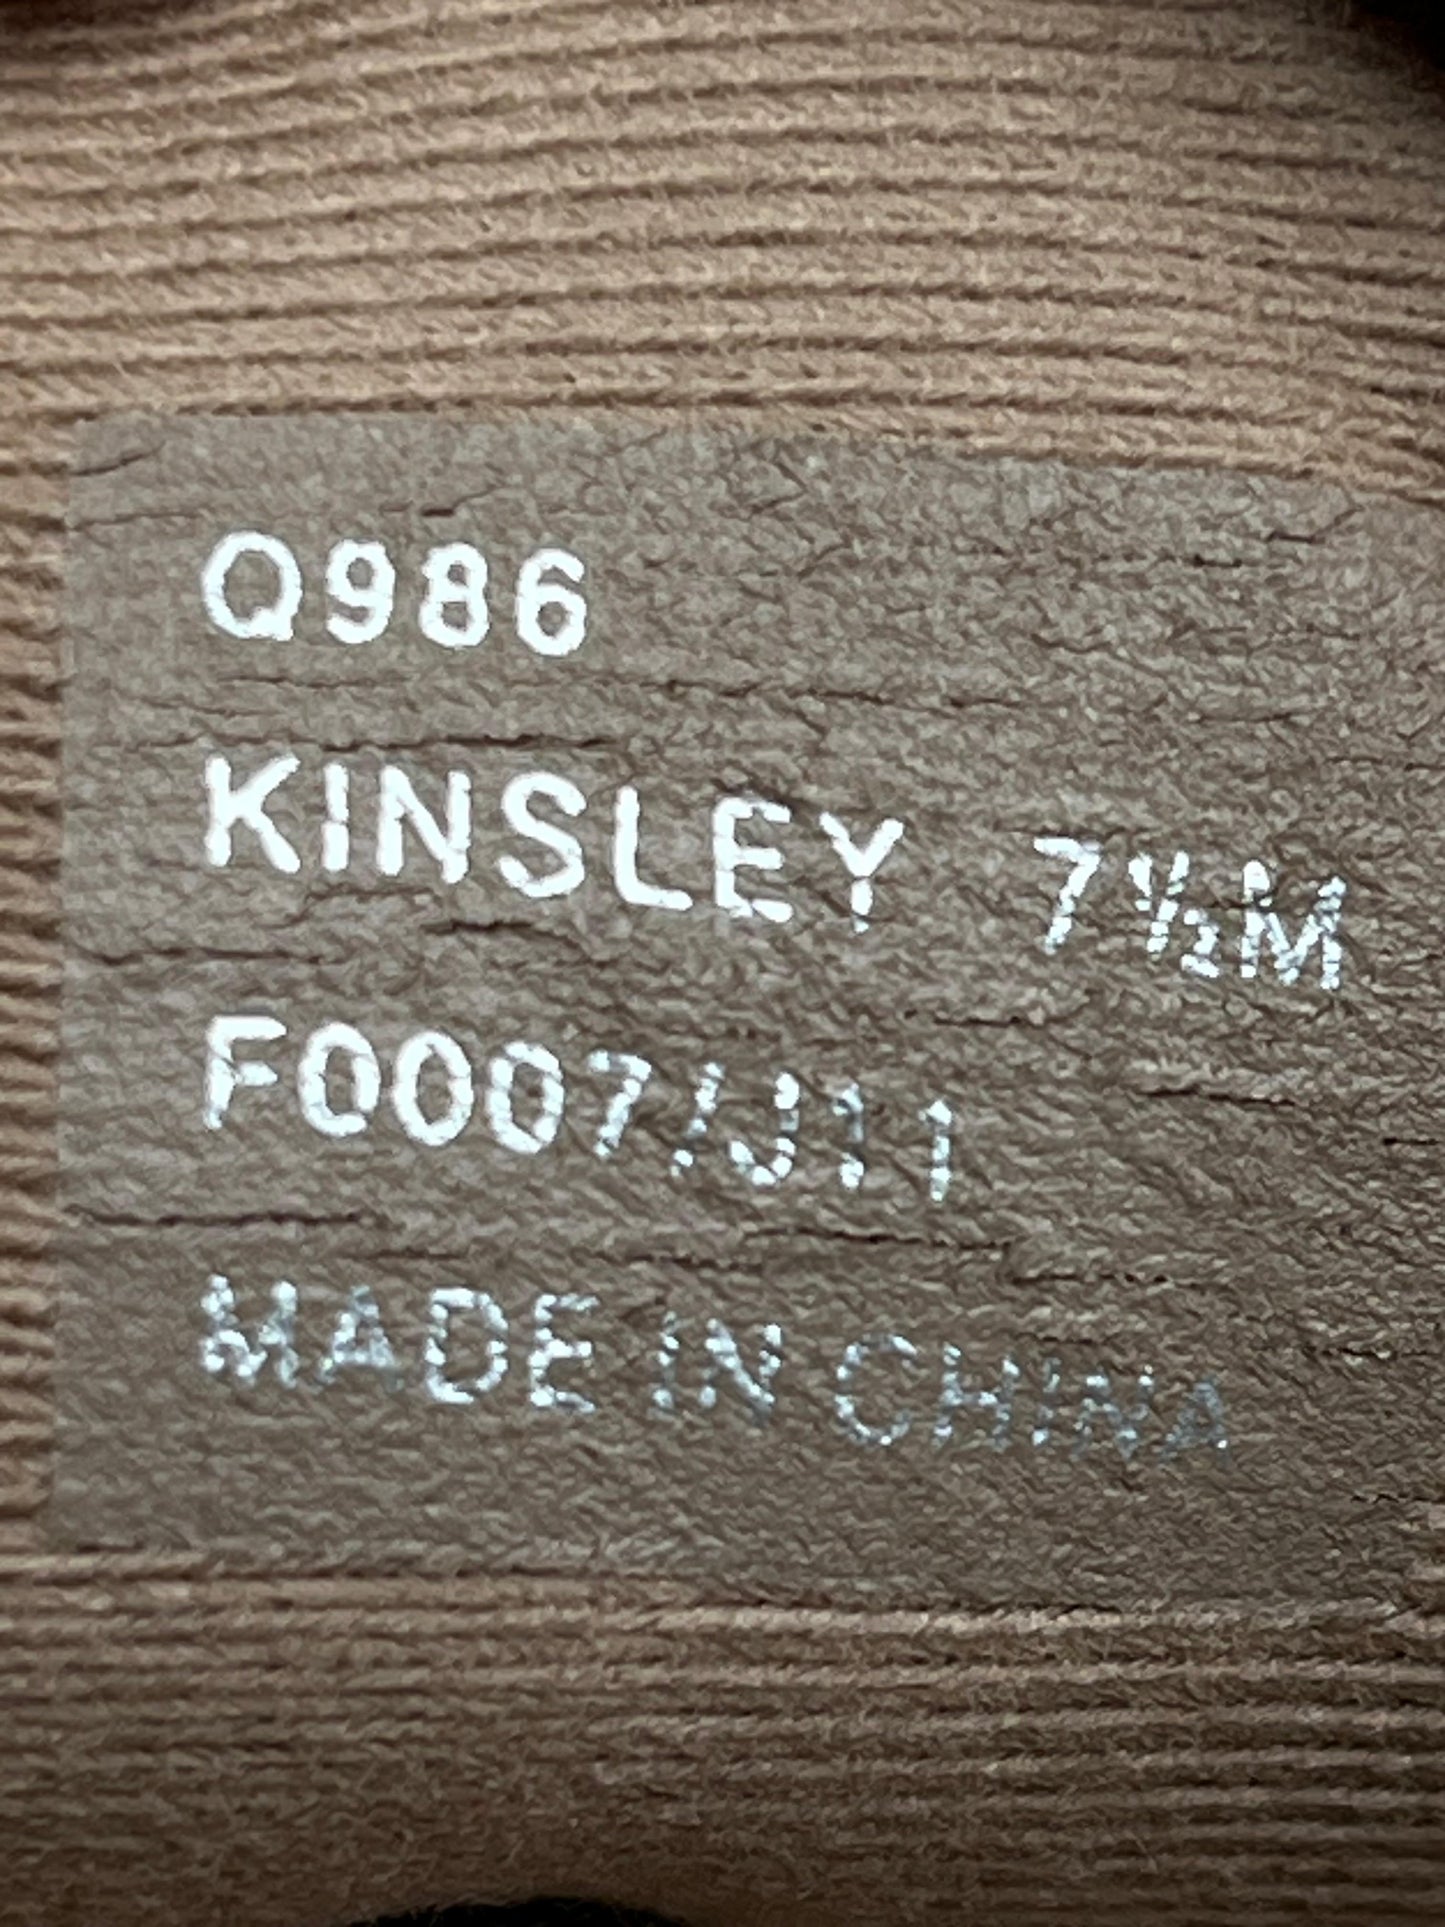 Q986
KINSLEY 7½M
F0007/J11
MADE IN CHINA